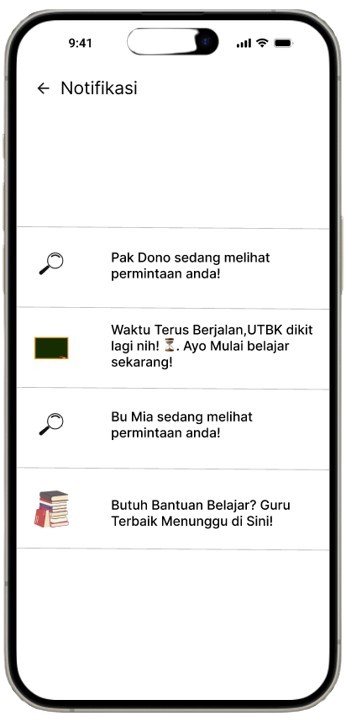 9:41
← Notifikasi
Pak Dono sedang melihat
permintaan anda!
Waktu Terus Berjalan,UTBK dikit
lagi nih! ⏳. Ayo Mulai belajar
sekarang!
Bu Mia sedang melihat
permintaan anda!
Butuh Bantuan Belajar? Guru
Terbaik Menunggu di Sini!